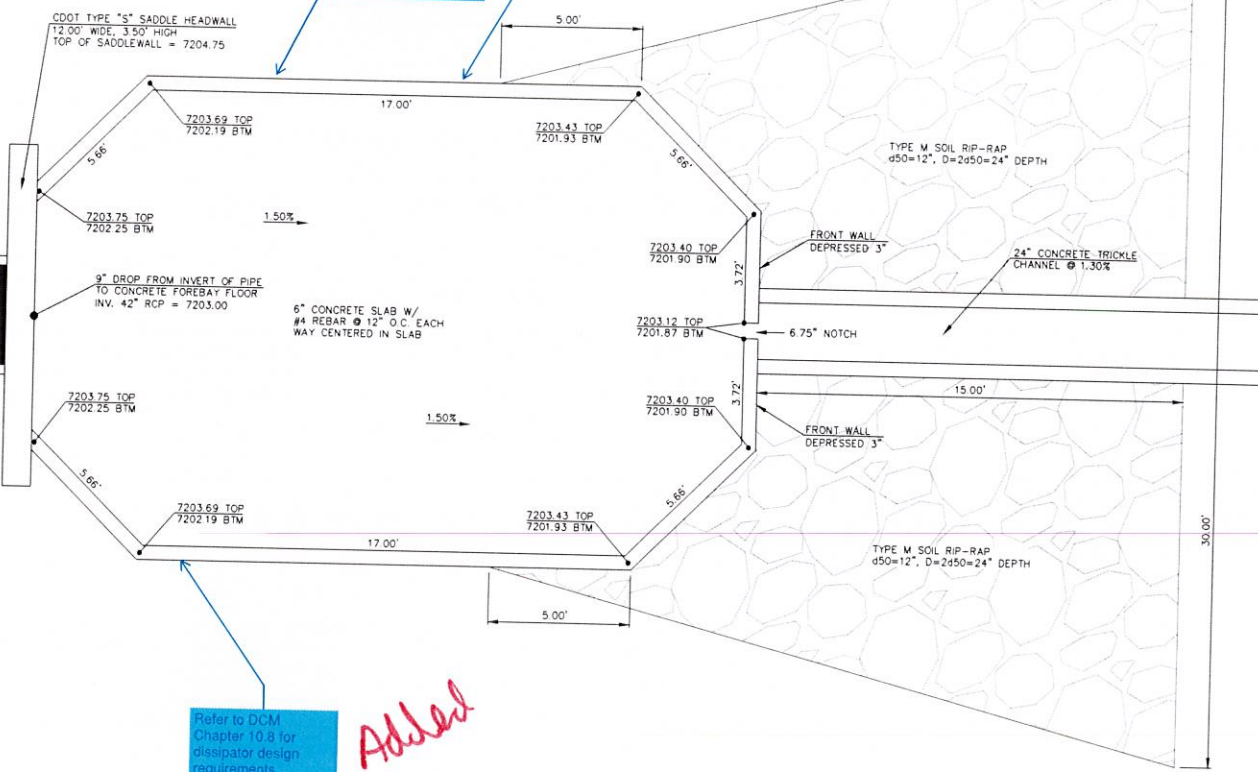 CDOT TYPE "S" SADDLE HEADWALL
12.00' WIDE, 3.50' HIGH
TOP OF SADDLEWALL = 7204.75
5.00'
17.00'
7203.69 TOP
7202.19 BTM
7203.43 TOP
7201.93 BTM
5.66'
5.66'
TYPE M SOIL RIP-RAP
d50=12", D=2d50=24" DEPTH
7203.75 TOP
7202.25 BTM
1.50%
7203.40 TOP
7201.90 BTM
FRONT WALL
DEPRESSED 3"
3.72'
24" CONCRETE TRICKLE
CHANNEL @ 1.30%
9" DROP FROM INVERT OF PIPE
TO CONCRETE FOREBAY FLOOR
INV. 42" RCP = 7203.00
6" CONCRETE SLAB W/
#4 REBAR @ 12" O.C. EACH
WAY CENTERED IN SLAB
7203.12 TOP
7201.87 BTM
6.75" NOTCH
7203.75 TOP
7202.25 BTM
1.50%
7203.40 TOP
7201.90 BTM
3.72'
15.00'
FRONT WALL
DEPRESSED 3"
5.66'
5.66'
7203.69 TOP
7202.19 BTM
7203.43 TOP
7201.93 BTM
17.00'
TYPE M SOIL RIP-RAP
d50=12", D=2d50=24" DEPTH
30.00'
5.00'
Refer to DCM
Chapter 10.8 for
dissipator design
requirements
Added